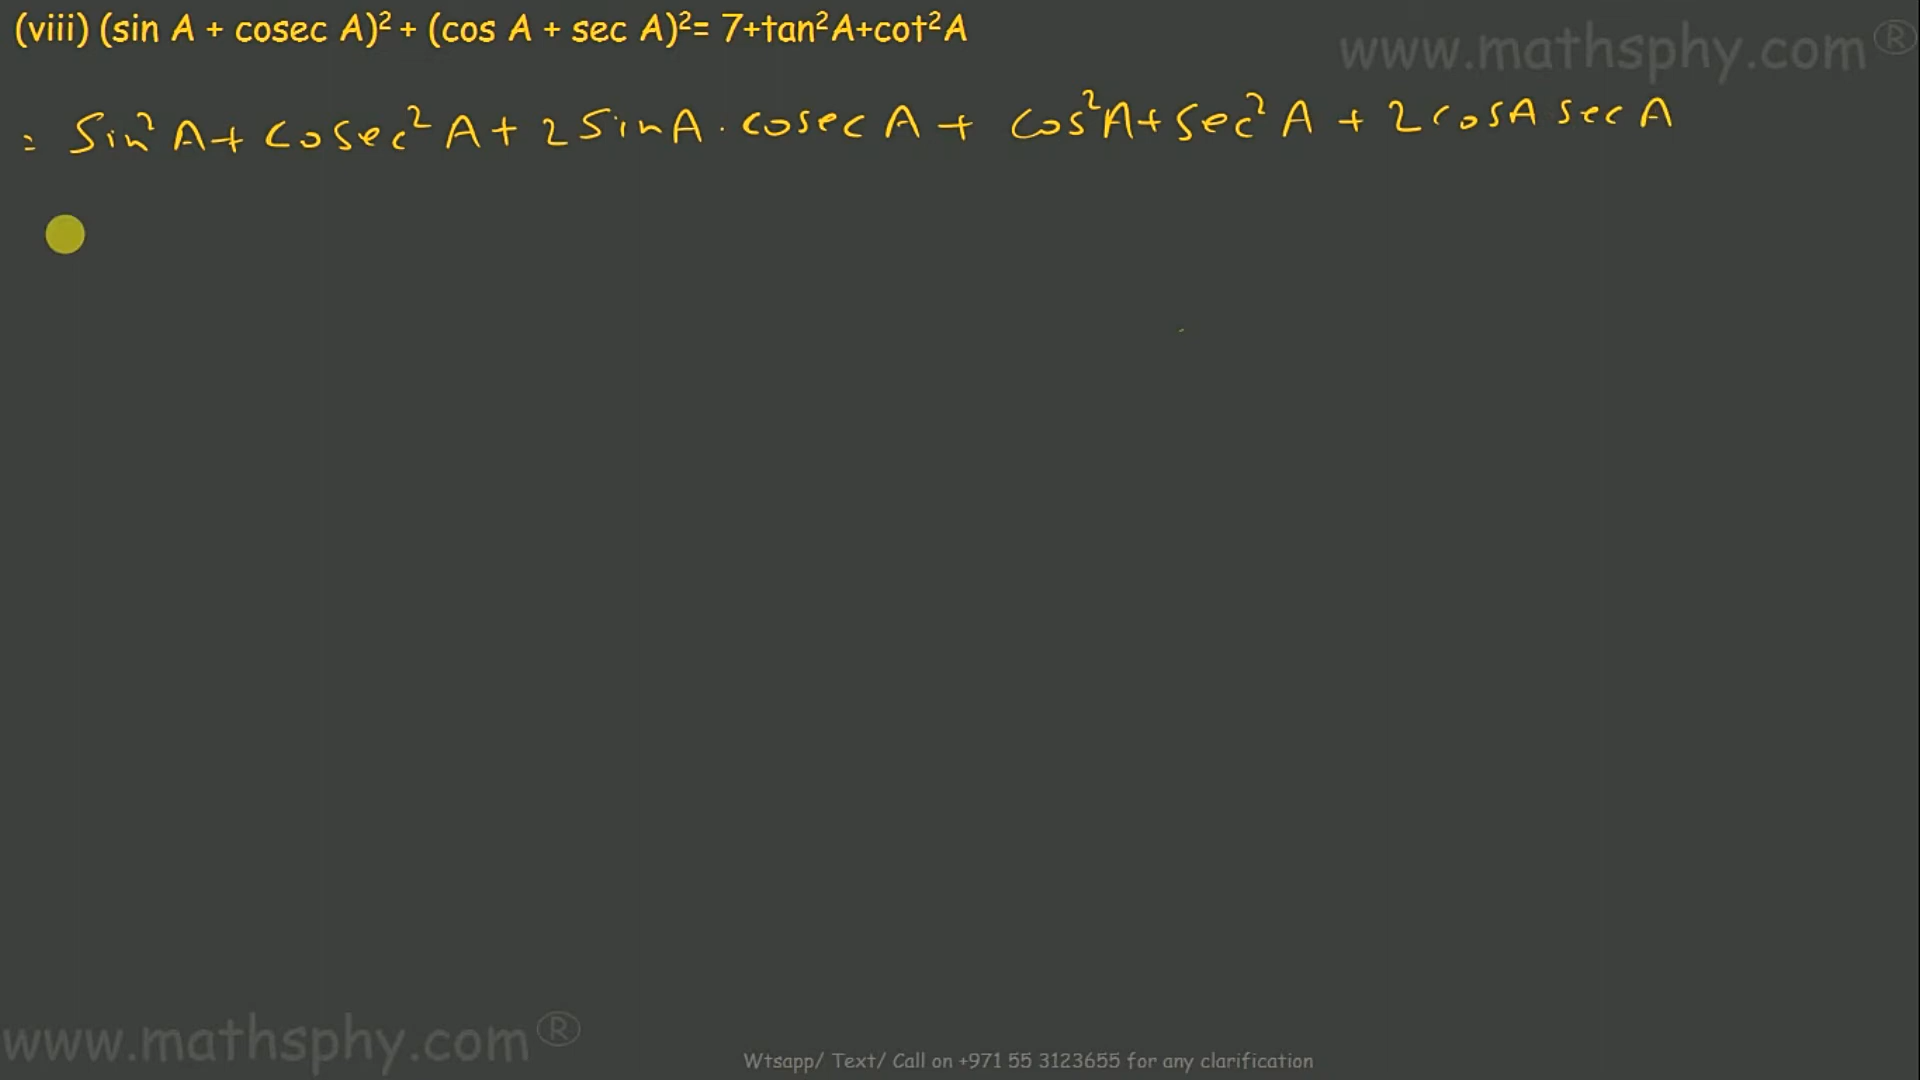 (viii) (sin A + cosec A)²+ (cos A + sec A)²= 7+tan²A+cot²A
www.mathsphy.com®
= Sin²A+ Cosec²A+ 2SinA.cosec A + Cos²A+Sec²A + 2cosA sec A
www.mathsphy.com®
Wtsapp/ Text/ Call on +971 55 3123655 for any clarification